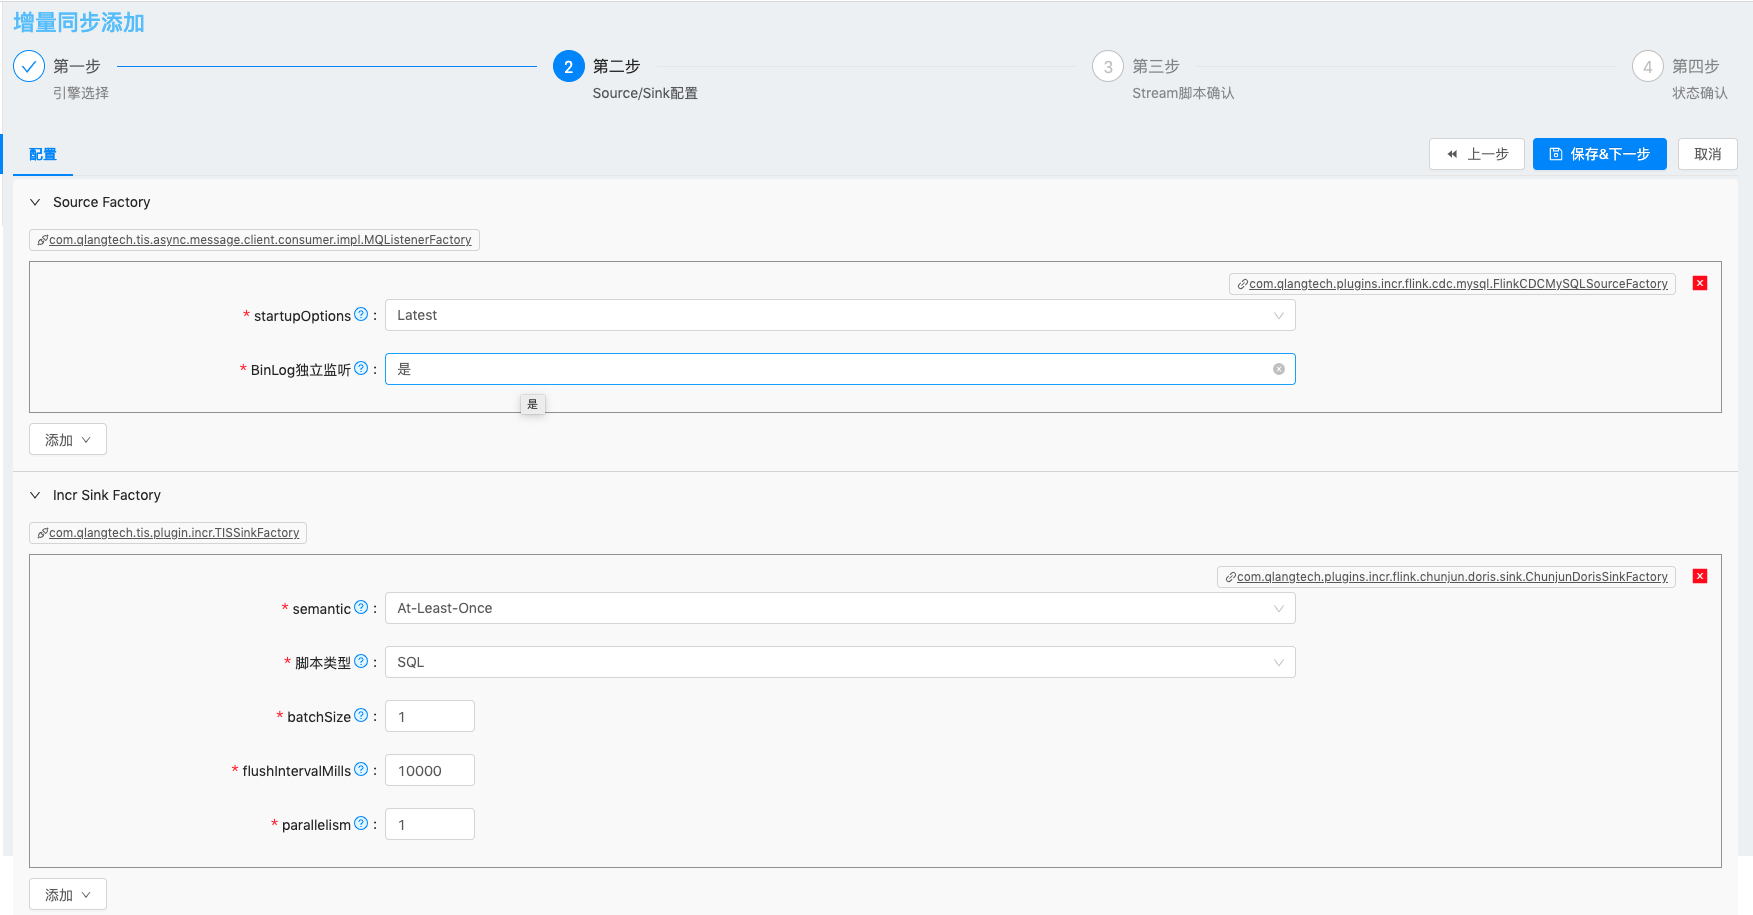 增量同步添加
第一步
2 第二步
3 第三步
4 第四步
引擎选择
Source/Sink配置
Stream脚本确认
状态确认
配置
上一步
保存&下一步
取消
Source Factory
com.qlangtech.tis.async.message.client.consumer.impl.MQListenerFactory
com.qlangtech.plugins.incr.flink.cdc.mysql.FlinkCDCMySQLSourceFactory
* startupOptions ? : Latest
* BinLog独立监听 ? : 是
是
添加
Incr Sink Factory
com.qlangtech.tis.plugin.incr.TISSinkFactory
com.qlangtech.plugins.incr.flink.chunjun.doris.sink.ChunjunDorisSinkFactory
* semantic ? : At-Least-Once
* 脚本类型 ? : SQL
* batchSize ? : 1
* flushIntervalMills ? : 10000
* parallelism ? : 1
添加